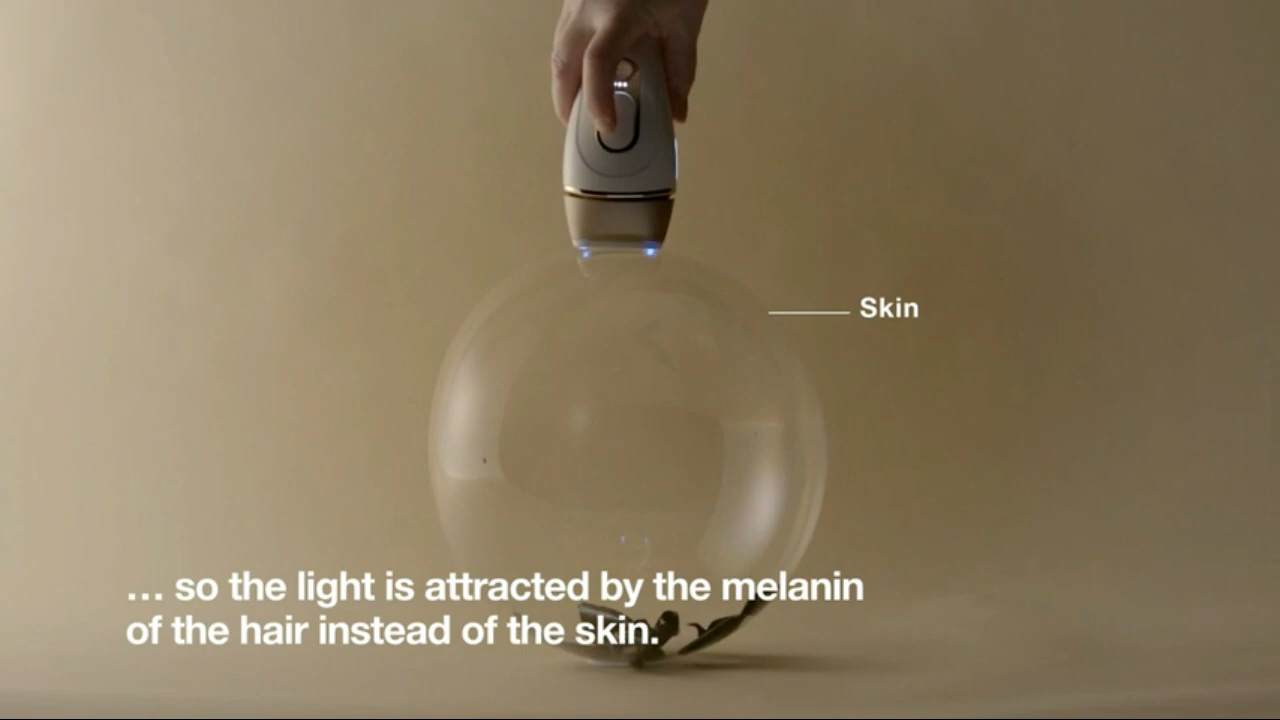 Skin
... so the light is attracted by the melanin
of the hair instead of the skin.